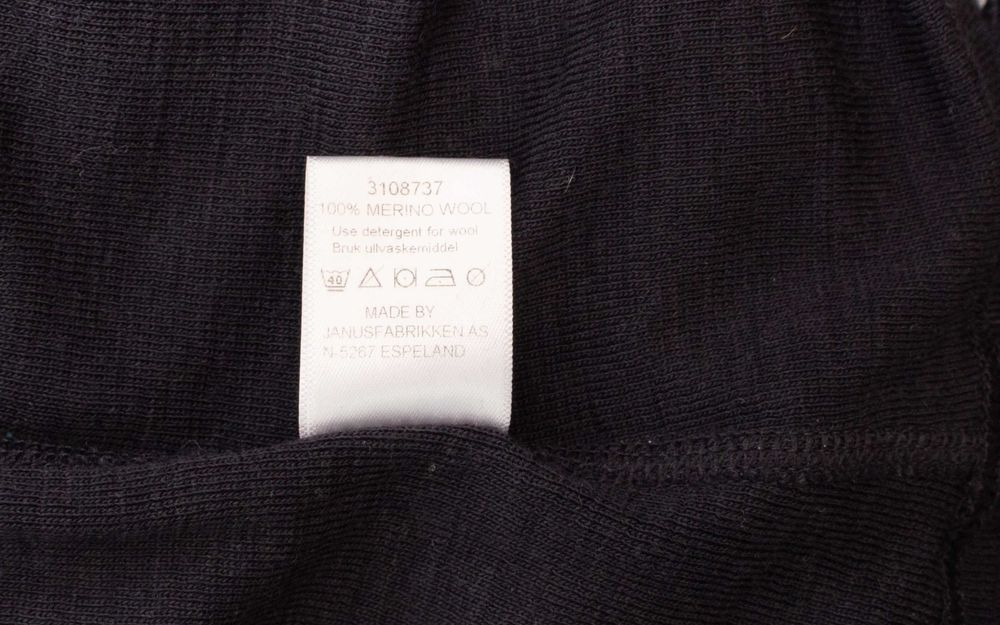 3108737
100% MERINO WOOL
Use detergent for wool
Bruk ullvaskemiddel
40
MADE BY
JANUSFABRIKKEN AS
N-5267 ESPELAND